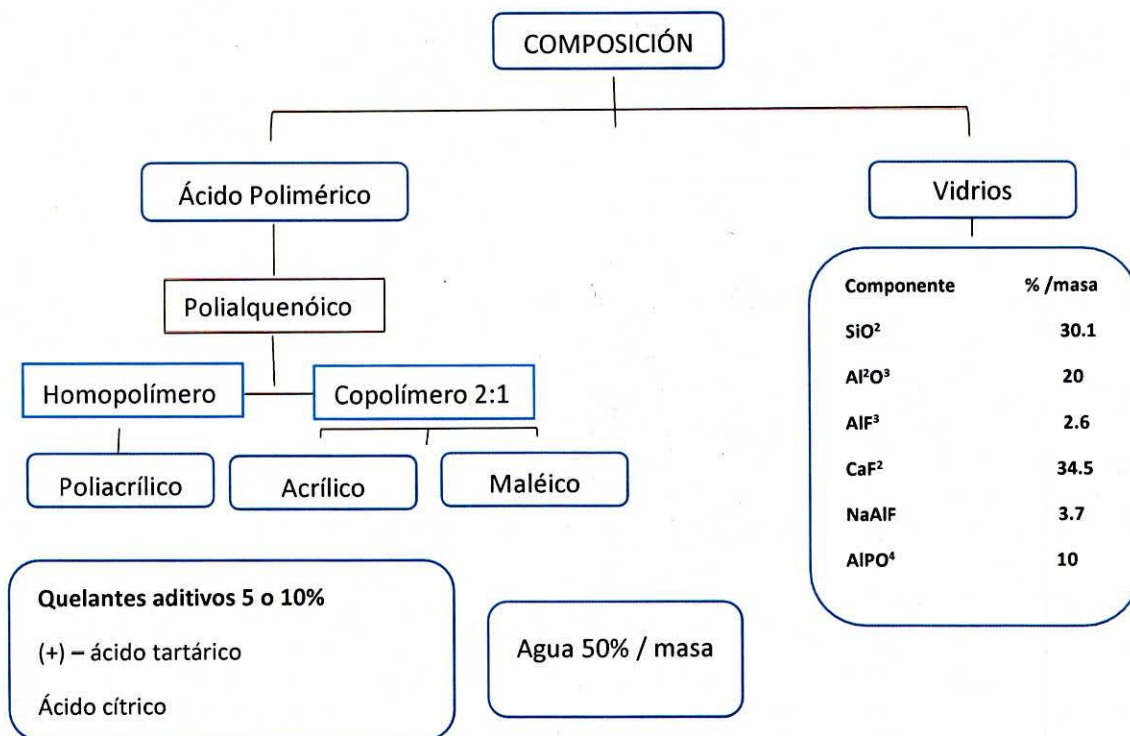 COMPOSICIÓN
Ácido Polimérico
Vidrios
Polialquenóico
Homopolímero
Copolímero 2:1
Poliacrílico
Acrílico
Maléico
Componente % /masa
SiO² 30.1
Al²O³ 20
AlF³ 2.6
CaF² 34.5
NaAlF 3.7
AlPO⁴ 10
Quelantes aditivos 5 o 10%
(+) – ácido tartárico
Ácido cítrico
Agua 50% / masa